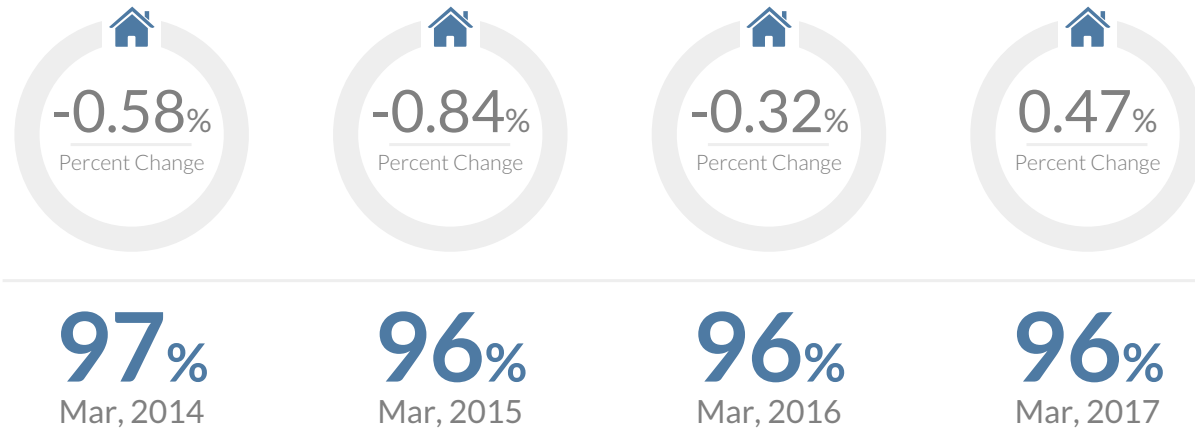 -0.58% -0.84% -0.32% 0.47%
Percent Change Percent Change Percent Change Percent Change
97% 96% 96% 96%
Mar, 2014 Mar, 2015 Mar, 2016 Mar, 2017